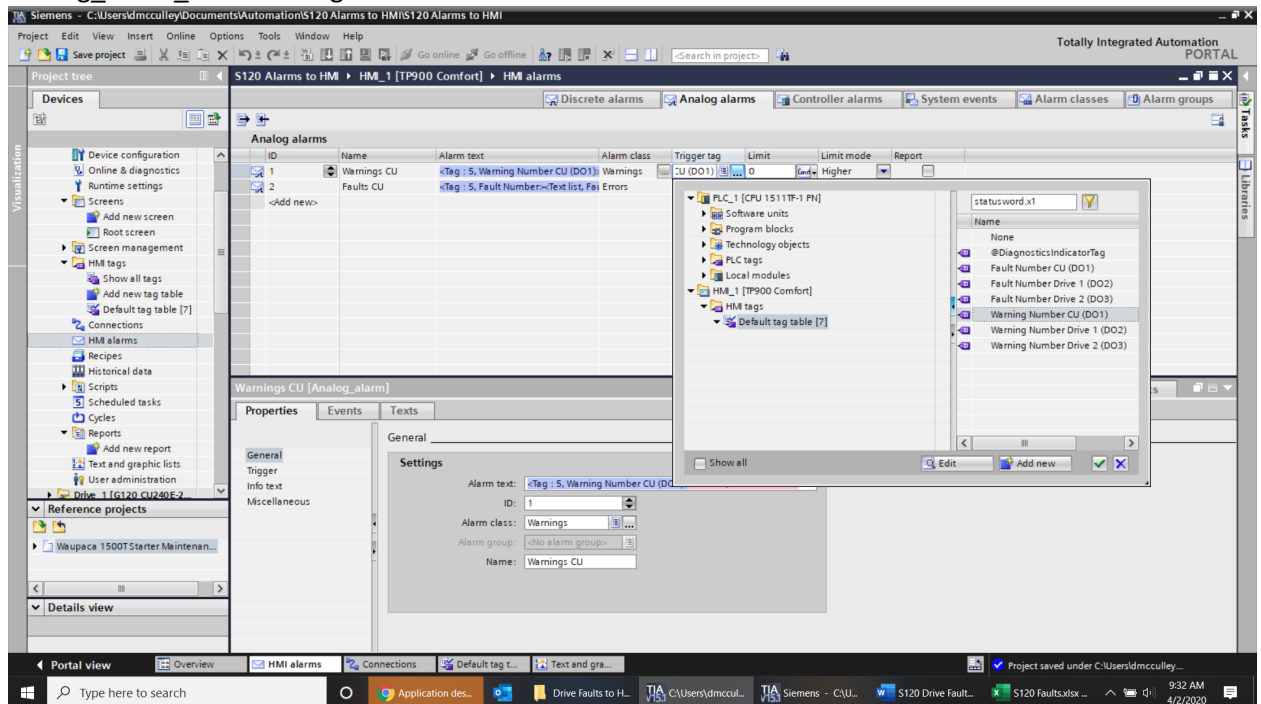 Siemens - C:\Users\dmcculley\Documents\Automation\S120 Alarms to HMI\S120 Alarms to HMI
Project Edit View Insert Online Options Tools Window Help
Totally Integrated Automation
PORTAL
Save project Go online Go offline <Search in project>
Project tree
S120 Alarms to HMI HMI_1 [TP900 Comfort] HMI alarms
Devices
Discrete alarms Analog alarms Controller alarms System events Alarm classes Alarm groups
Tasks
Libraries
Visualization
Analog alarms
ID Name Alarm text Alarm class Trigger tag Limit Limit mode Report
1 Warnings CU <Tag : 5, Warning Number CU (DO1)> Warnings CU (DO1) 0 Higher
2 Faults CU <Tag : 5, Fault Number><Text list, Fau Errors
<Add new>
Device configuration
Online & diagnostics
Runtime settings
Screens
Add new screen
Root screen
Screen management
HMI tags
Show all tags
Add new tag table
Default tag table [7]
Connections
HMI alarms
Recipes
Historical data
Scripts
Scheduled tasks
Cycles
Reports
Add new report
Text and graphic lists
User administration
Drive_1 [G120 CU240E-2...
Reference projects
Waupaca 1500T Starter Maintenan...
Details view
PLC_1 [CPU 1511TF-1 PN]
Software units
Program blocks
Technology objects
PLC tags
Local modules
HMI_1 [TP900 Comfort]
HMI tags
Default tag table [7]
statusword.x1
Name
None
@DiagnosticsIndicatorTag
Fault Number CU (DO1)
Fault Number Drive 1 (DO2)
Fault Number Drive 2 (DO3)
Warning Number CU (DO1)
Warning Number Drive 1 (DO2)
Warning Number Drive 2 (DO3)
Show all Edit Add new
Warnings CU [Analog_alarm]
Properties Events Texts
General
Trigger
Info text
Miscellaneous
General
Settings
Alarm text: <Tag : 5, Warning Number CU (DO
ID: 1
Alarm class: Warnings
Alarm group: <No alarm group>
Name: Warnings CU
Portal view Overview HMI alarms Connections Default tag t... Text and gra...
Project saved under C:\Users\dmcculley...
Type here to search
Application des... Drive Faults to H... C:\Users\dmccul... Siemens - C:\U... S120 Drive Fault... S120 Faults.xlsx ...
9:32 AM
4/2/2020